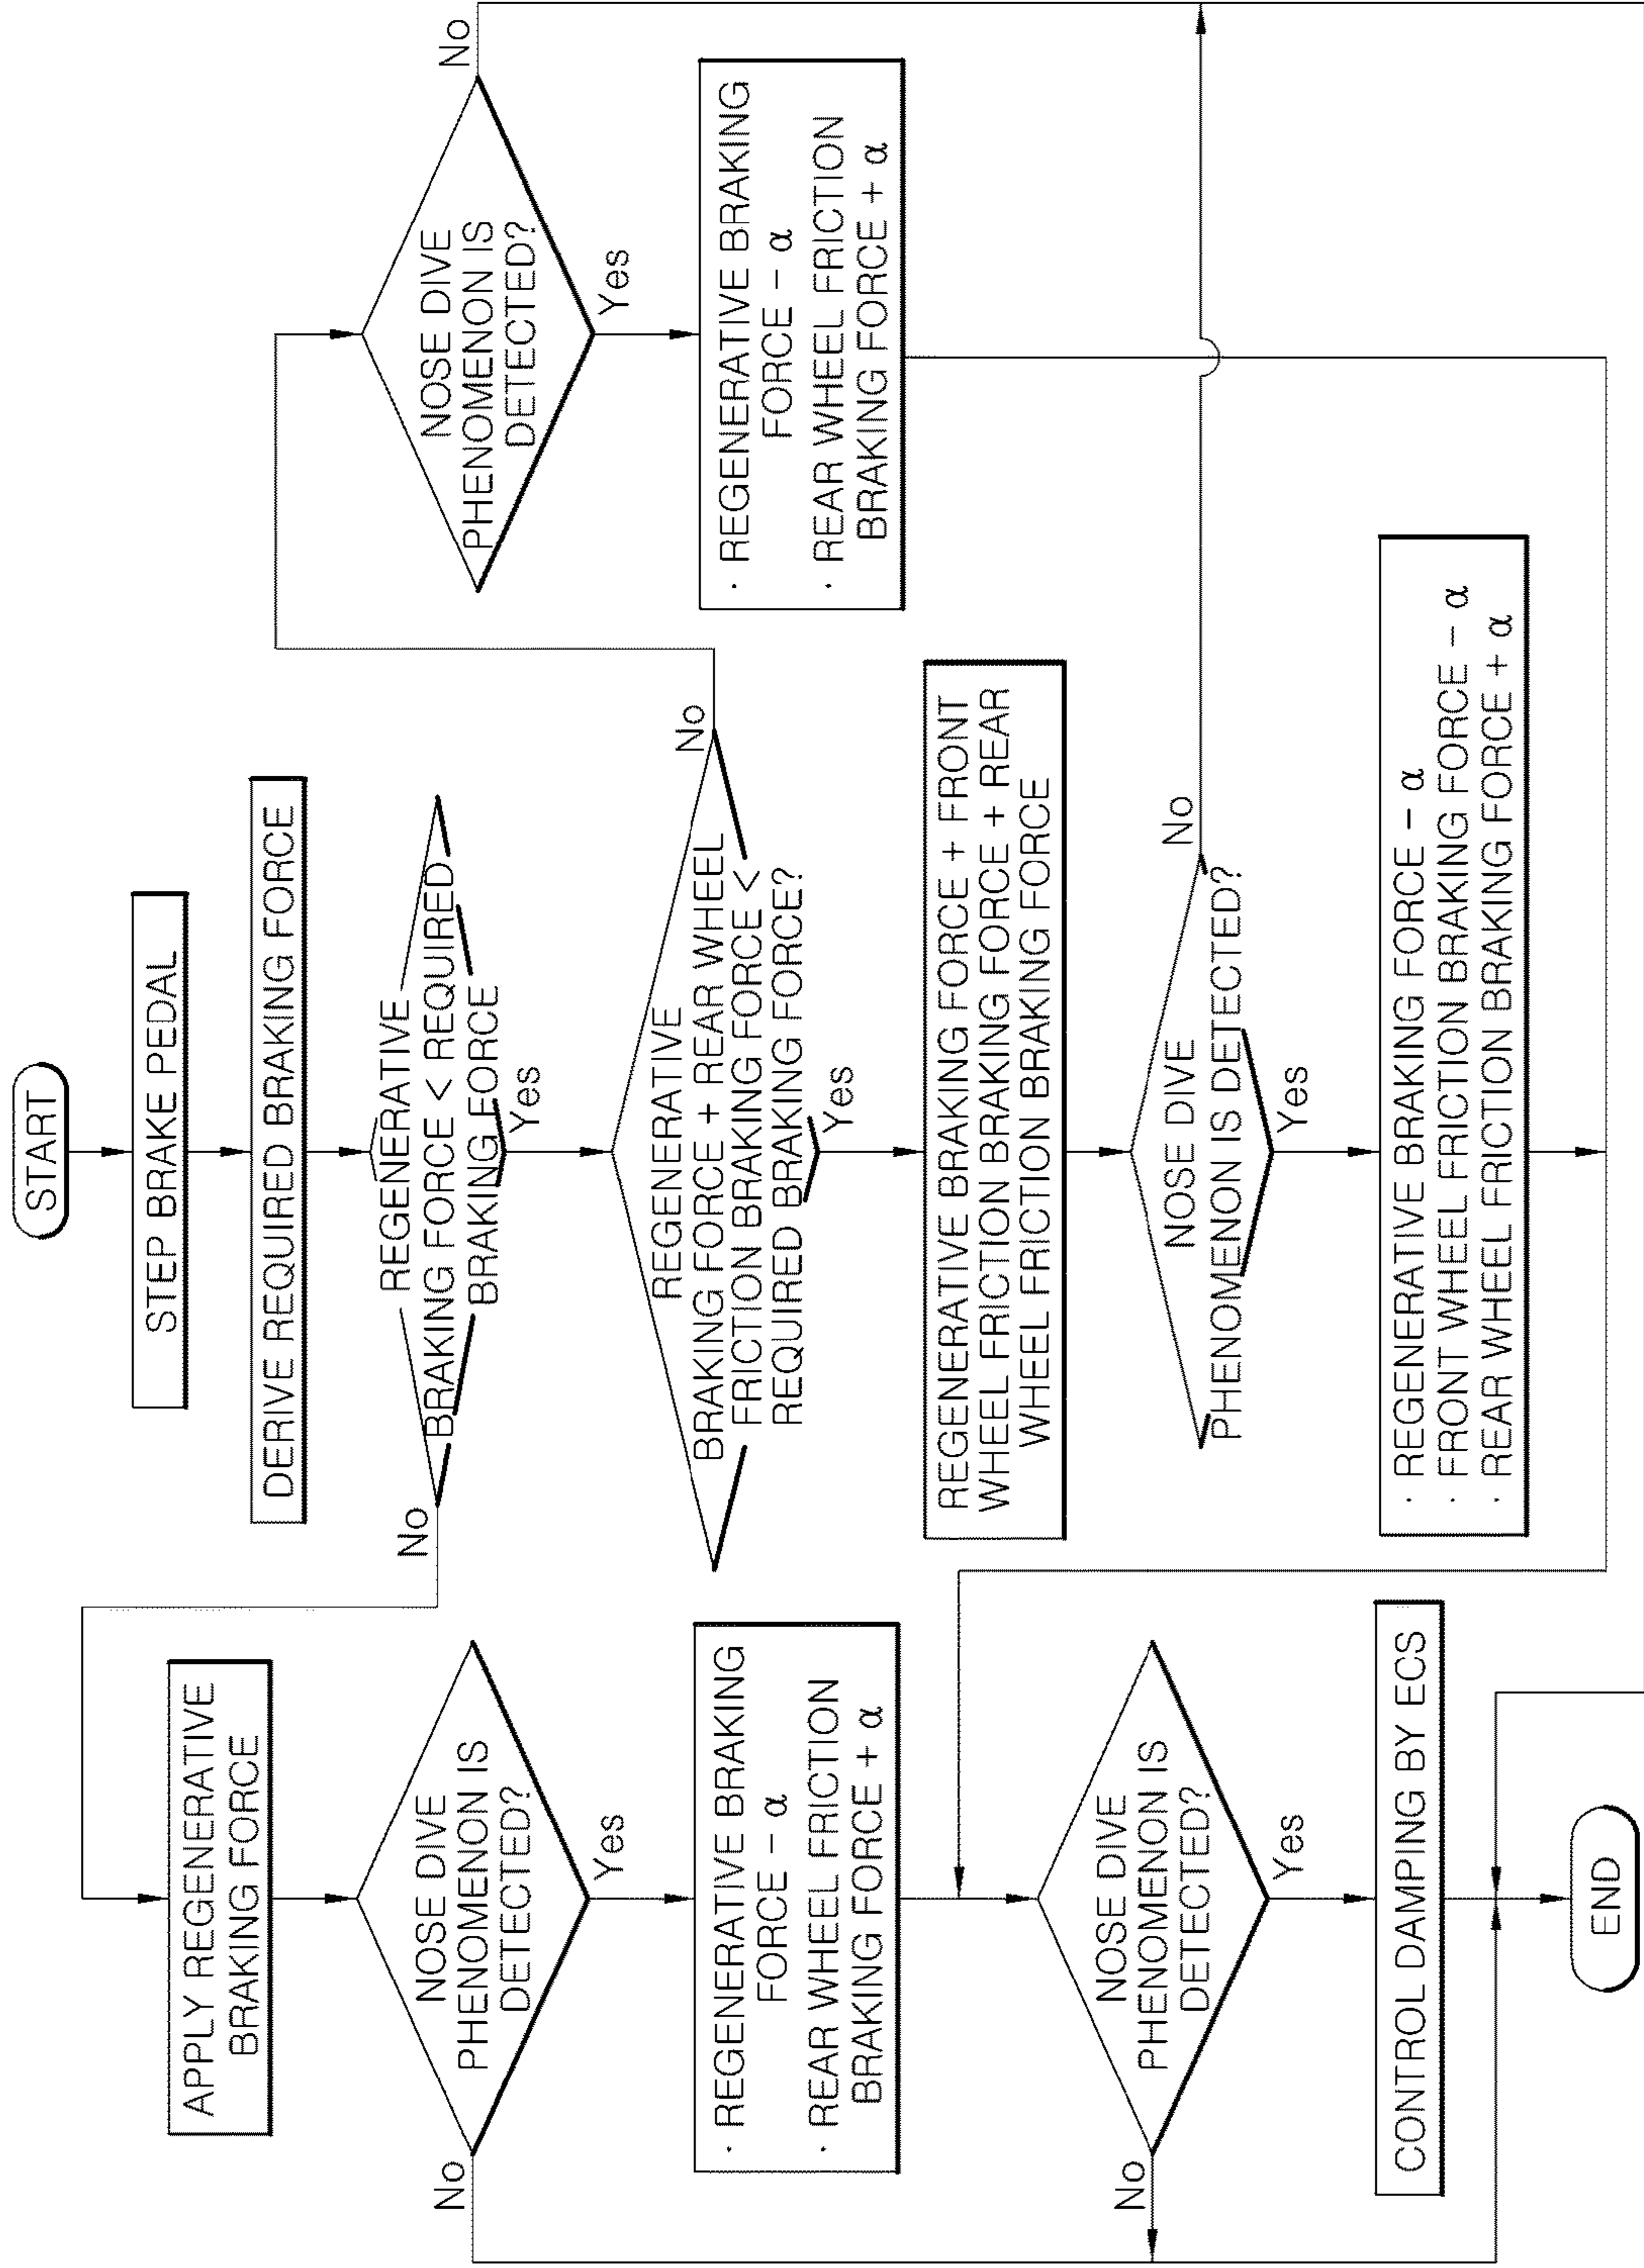 START
STEP BRAKE PEDAL
DERIVE REQUIRED BRAKING FORCE
REGENERATIVE
BRAKING FORCE < REQUIRED
BRAKING FORCE
No
Yes
APPLY REGENERATIVE
BRAKING FORCE
NOSE DIVE
PHENOMENON IS
DETECTED?
No
Yes
· REGENERATIVE BRAKING
FORCE - α
· REAR WHEEL FRICTION
BRAKING FORCE + α
NOSE DIVE
PHENOMENON IS
DETECTED?
No
Yes
CONTROL DAMPING BY ECS
END
REGENERATIVE
BRAKING FORCE + REAR WHEEL
FRICTION BRAKING FORCE <
REQUIRED BRAKING FORCE?
No
Yes
REGENERATIVE BRAKING FORCE + FRONT
WHEEL FRICTION BRAKING FORCE + REAR
WHEEL FRICTION BRAKING FORCE
NOSE DIVE
PHENOMENON IS DETECTED?
No
Yes
· REGENERATIVE BRAKING FORCE - α
· FRONT WHEEL FRICTION BRAKING FORCE - α
· REAR WHEEL FRICTION BRAKING FORCE + α
NOSE DIVE
PHENOMENON IS
DETECTED?
No
Yes
· REGENERATIVE BRAKING
FORCE - α
· REAR WHEEL FRICTION
BRAKING FORCE + α